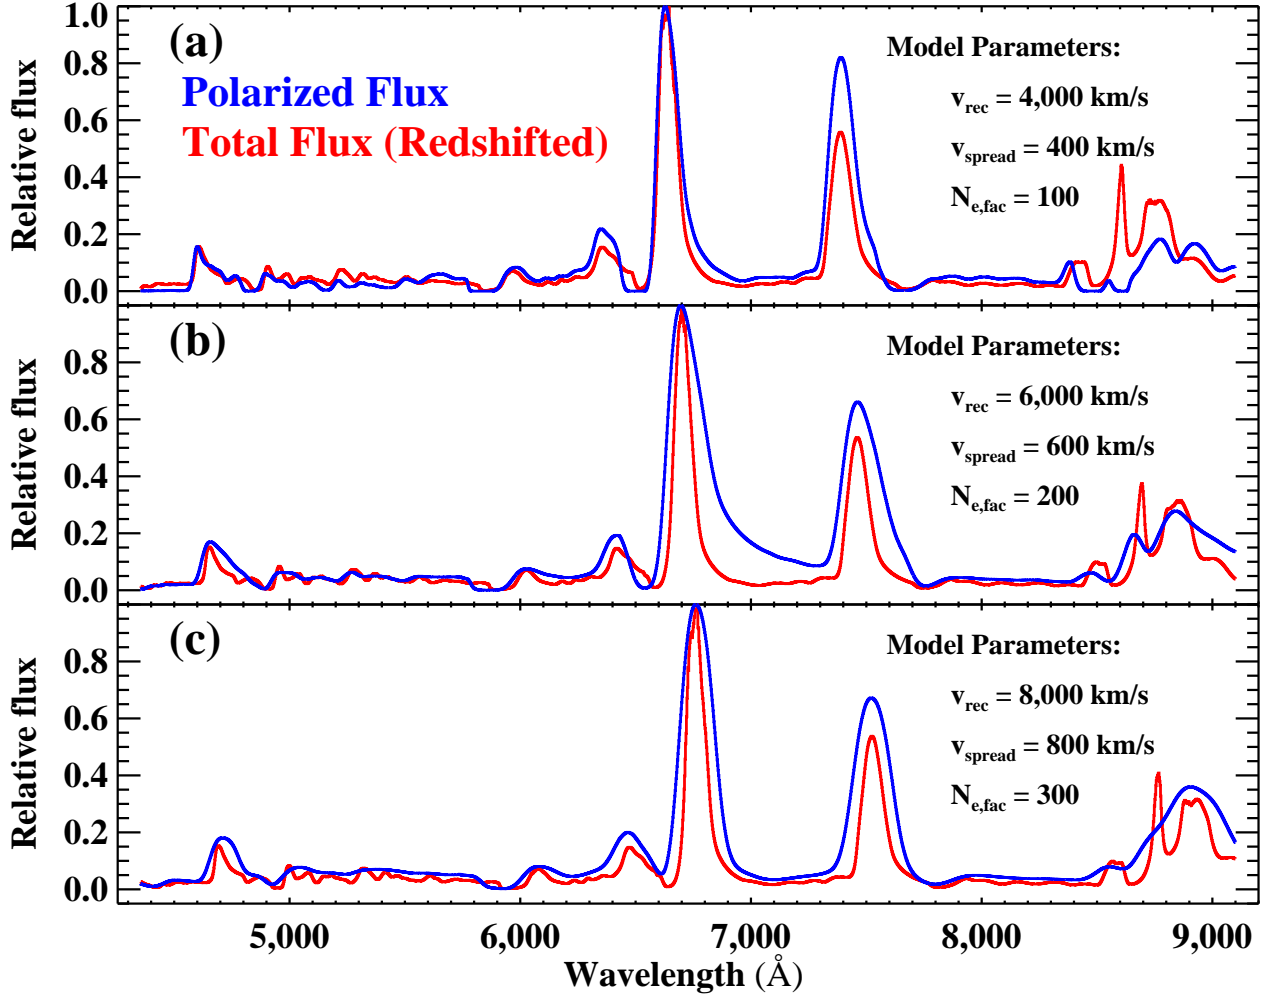 (a)
Polarized Flux
Total Flux (Redshifted)
Model Parameters:
v_rec = 4,000 km/s
v_spread = 400 km/s
N_e,fac = 100
Relative flux
1.0
0.8
0.6
0.4
0.2
0.0
(b)
Model Parameters:
v_rec = 6,000 km/s
v_spread = 600 km/s
N_e,fac = 200
Relative flux
0.8
0.6
0.4
0.2
0.0
(c)
Model Parameters:
v_rec = 8,000 km/s
v_spread = 800 km/s
N_e,fac = 300
Relative flux
0.8
0.6
0.4
0.2
0.0
5,000 6,000 7,000 8,000 9,000
Wavelength (Å)